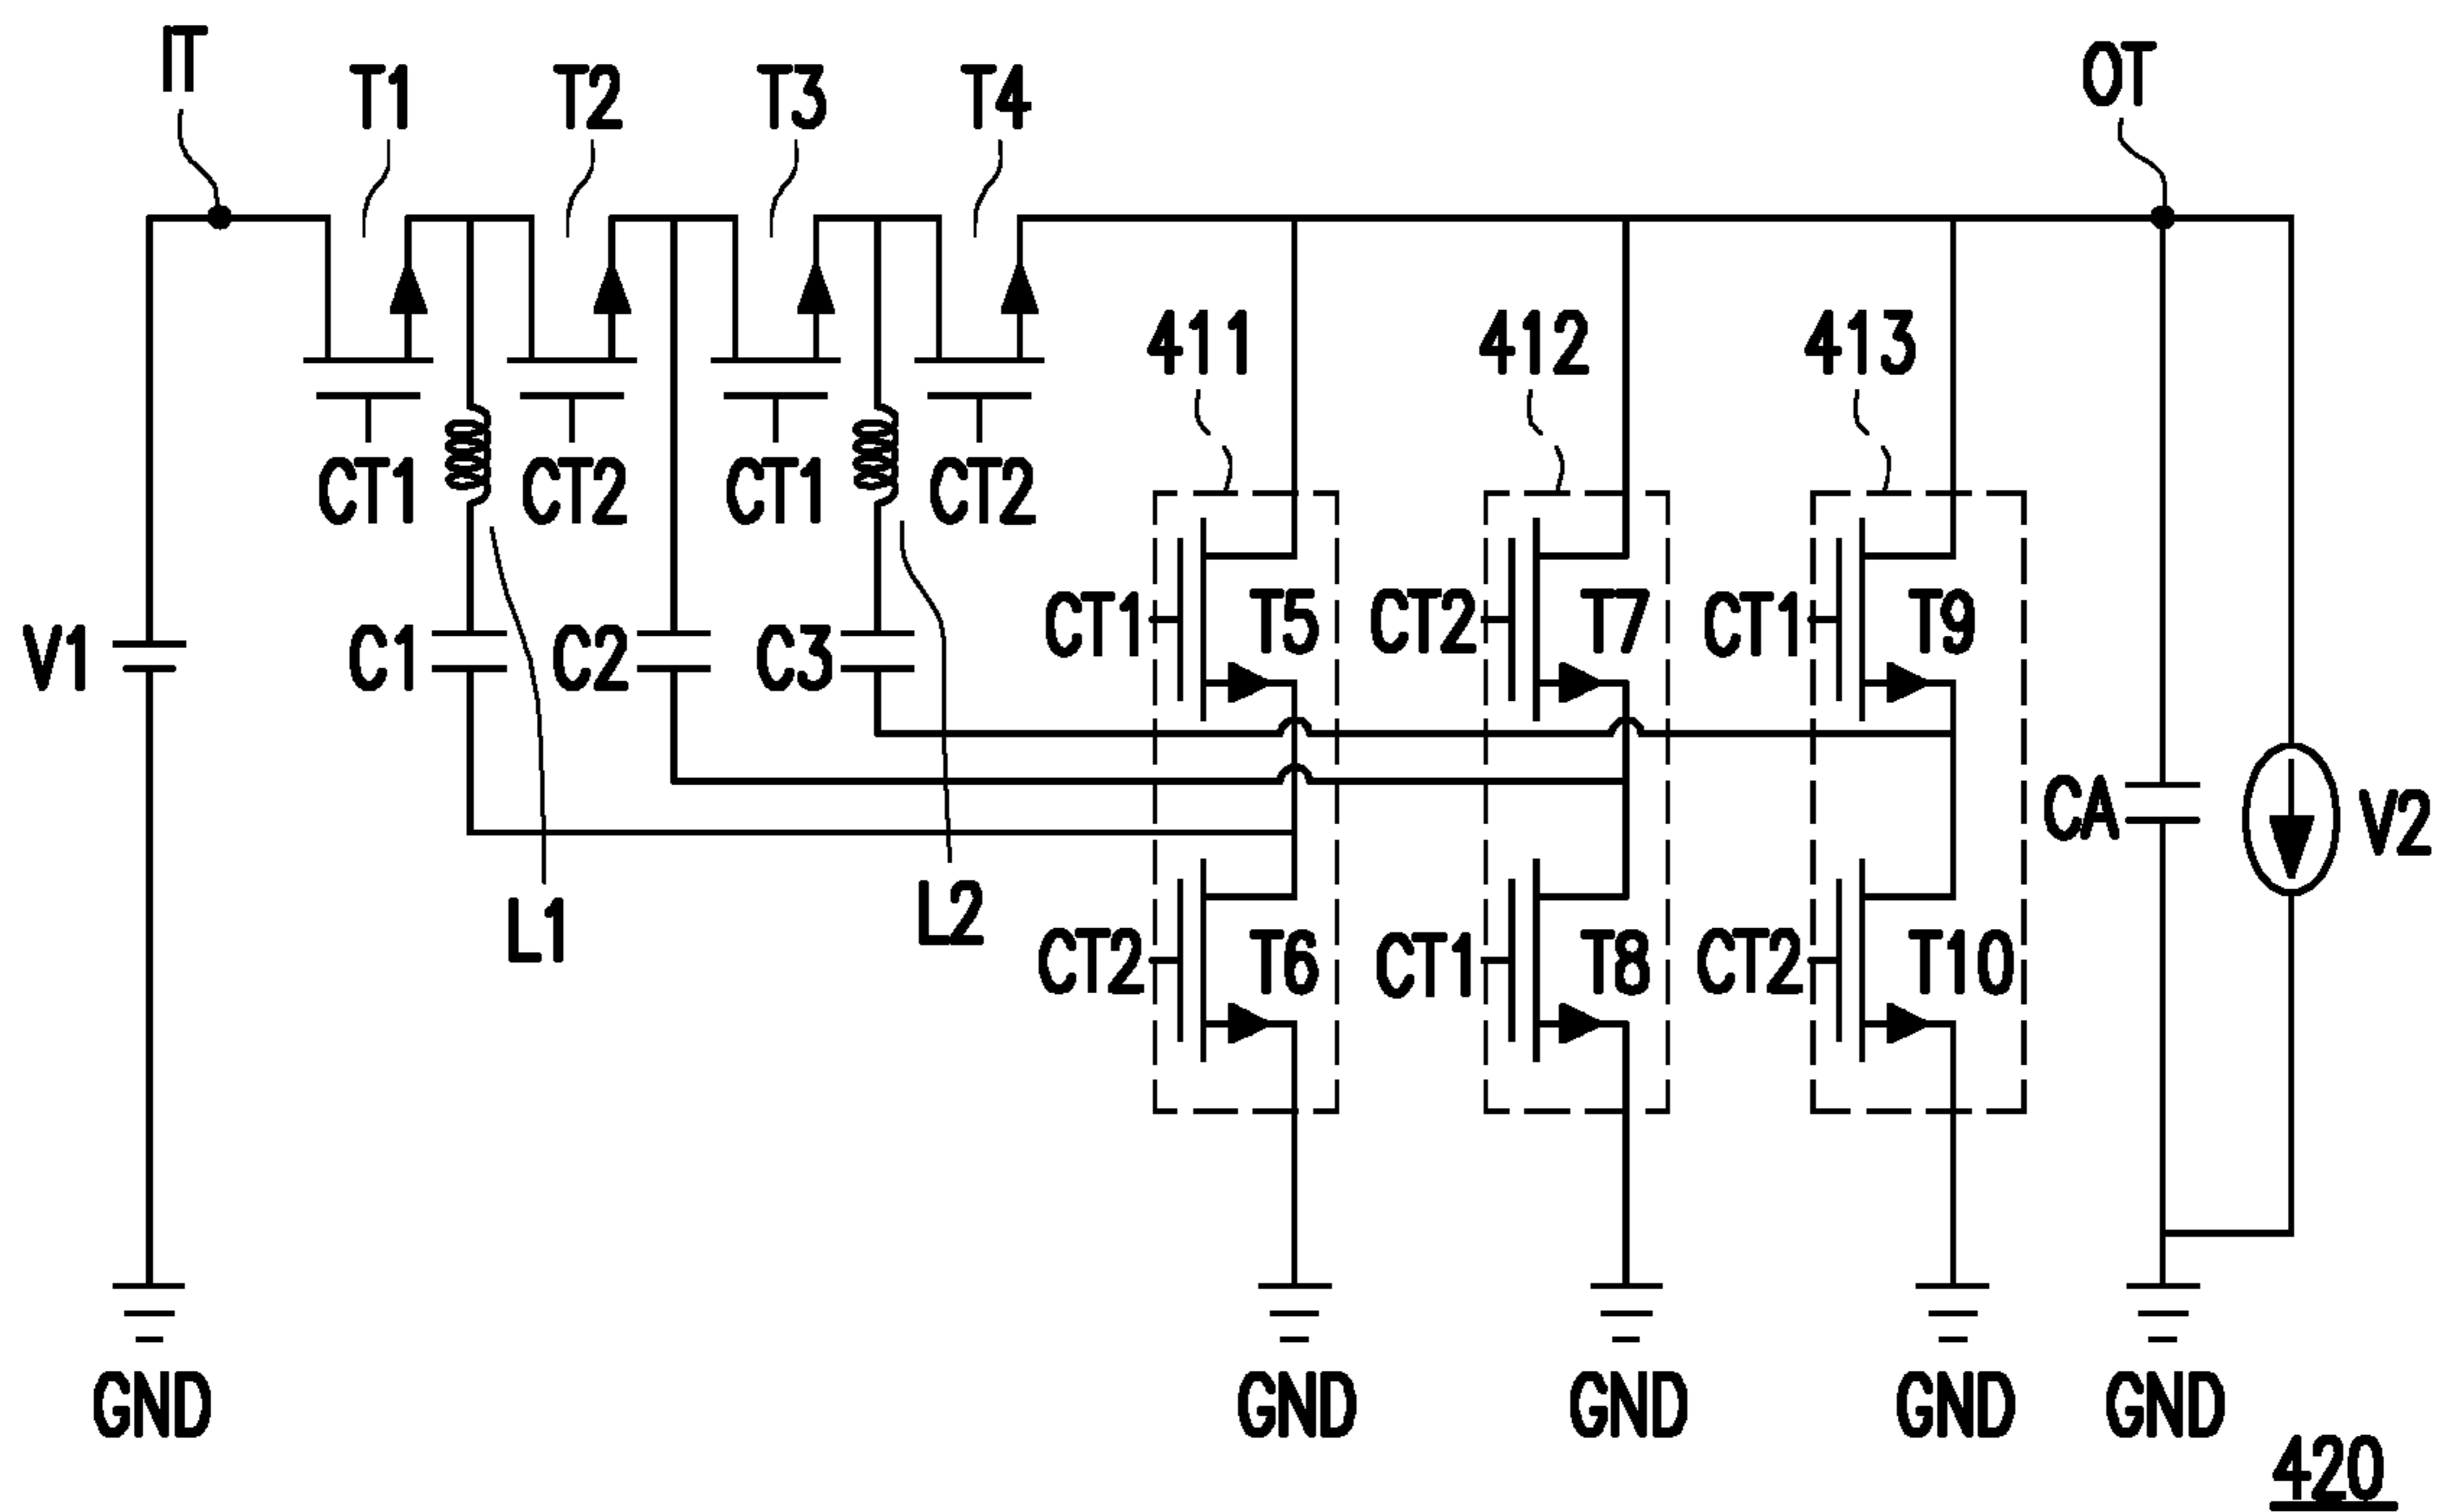 IT T1 T2 T3 T4 OT
411 412 413
CT1 CT2 CT1 CT2
V1 C1 C2 C3 CT1 T5 CT2 T7 CT1 T9
CA V2
L1 L2 CT2 T6 CT1 T8 CT2 T10
GND GND GND GND GND
420